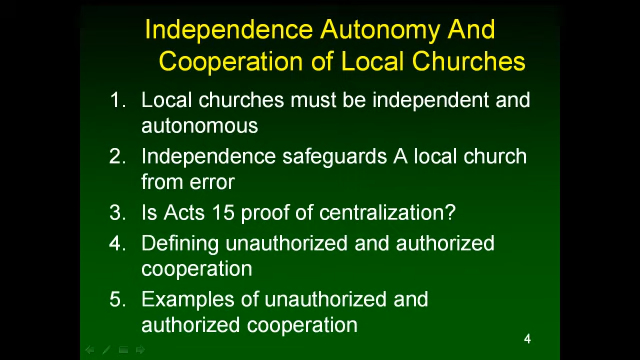 Independence Autonomy And
Cooperation of Local Churches
1. Local churches must be independent and
autonomous
2. Independence safeguards A local church
from error
3. Is Acts 15 proof of centralization?
4. Defining unauthorized and authorized
cooperation
5. Examples of unauthorized and
authorized cooperation
4